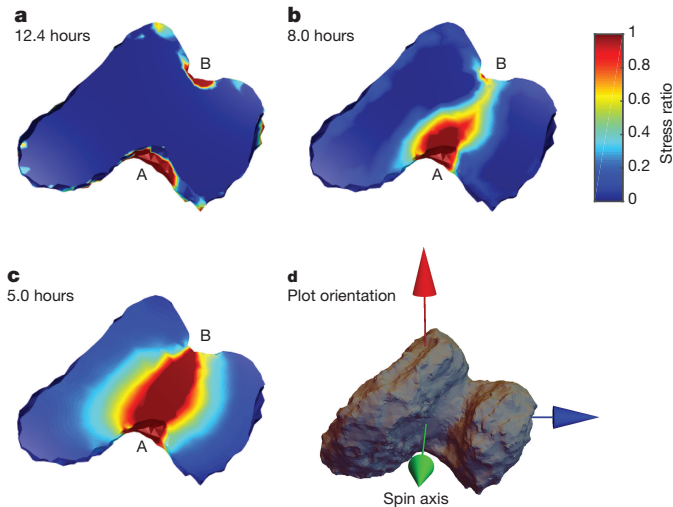 a
12.4 hours
B
A
b
8.0 hours
B
A
1
0.8
0.6
0.4
0.2
0
Stress ratio
c
5.0 hours
B
A
d
Plot orientation
Spin axis